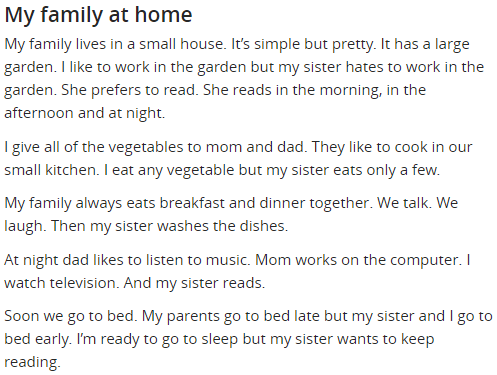 My family at home
My family lives in a small house. It's simple but pretty. It has a large
garden. I like to work in the garden but my sister hates to work in the
garden. She prefers to read. She reads in the morning, in the
afternoon and at night.
I give all of the vegetables to mom and dad. They like to cook in our
small kitchen. I eat any vegetable but my sister eats only a few.
My family always eats breakfast and dinner together. We talk. We
laugh. Then my sister washes the dishes.
At night dad likes to listen to music. Mom works on the computer. I
watch television. And my sister reads.
Soon we go to bed. My parents go to bed late but my sister and I go to
bed early. I'm ready to go to sleep but my sister wants to keep
reading.